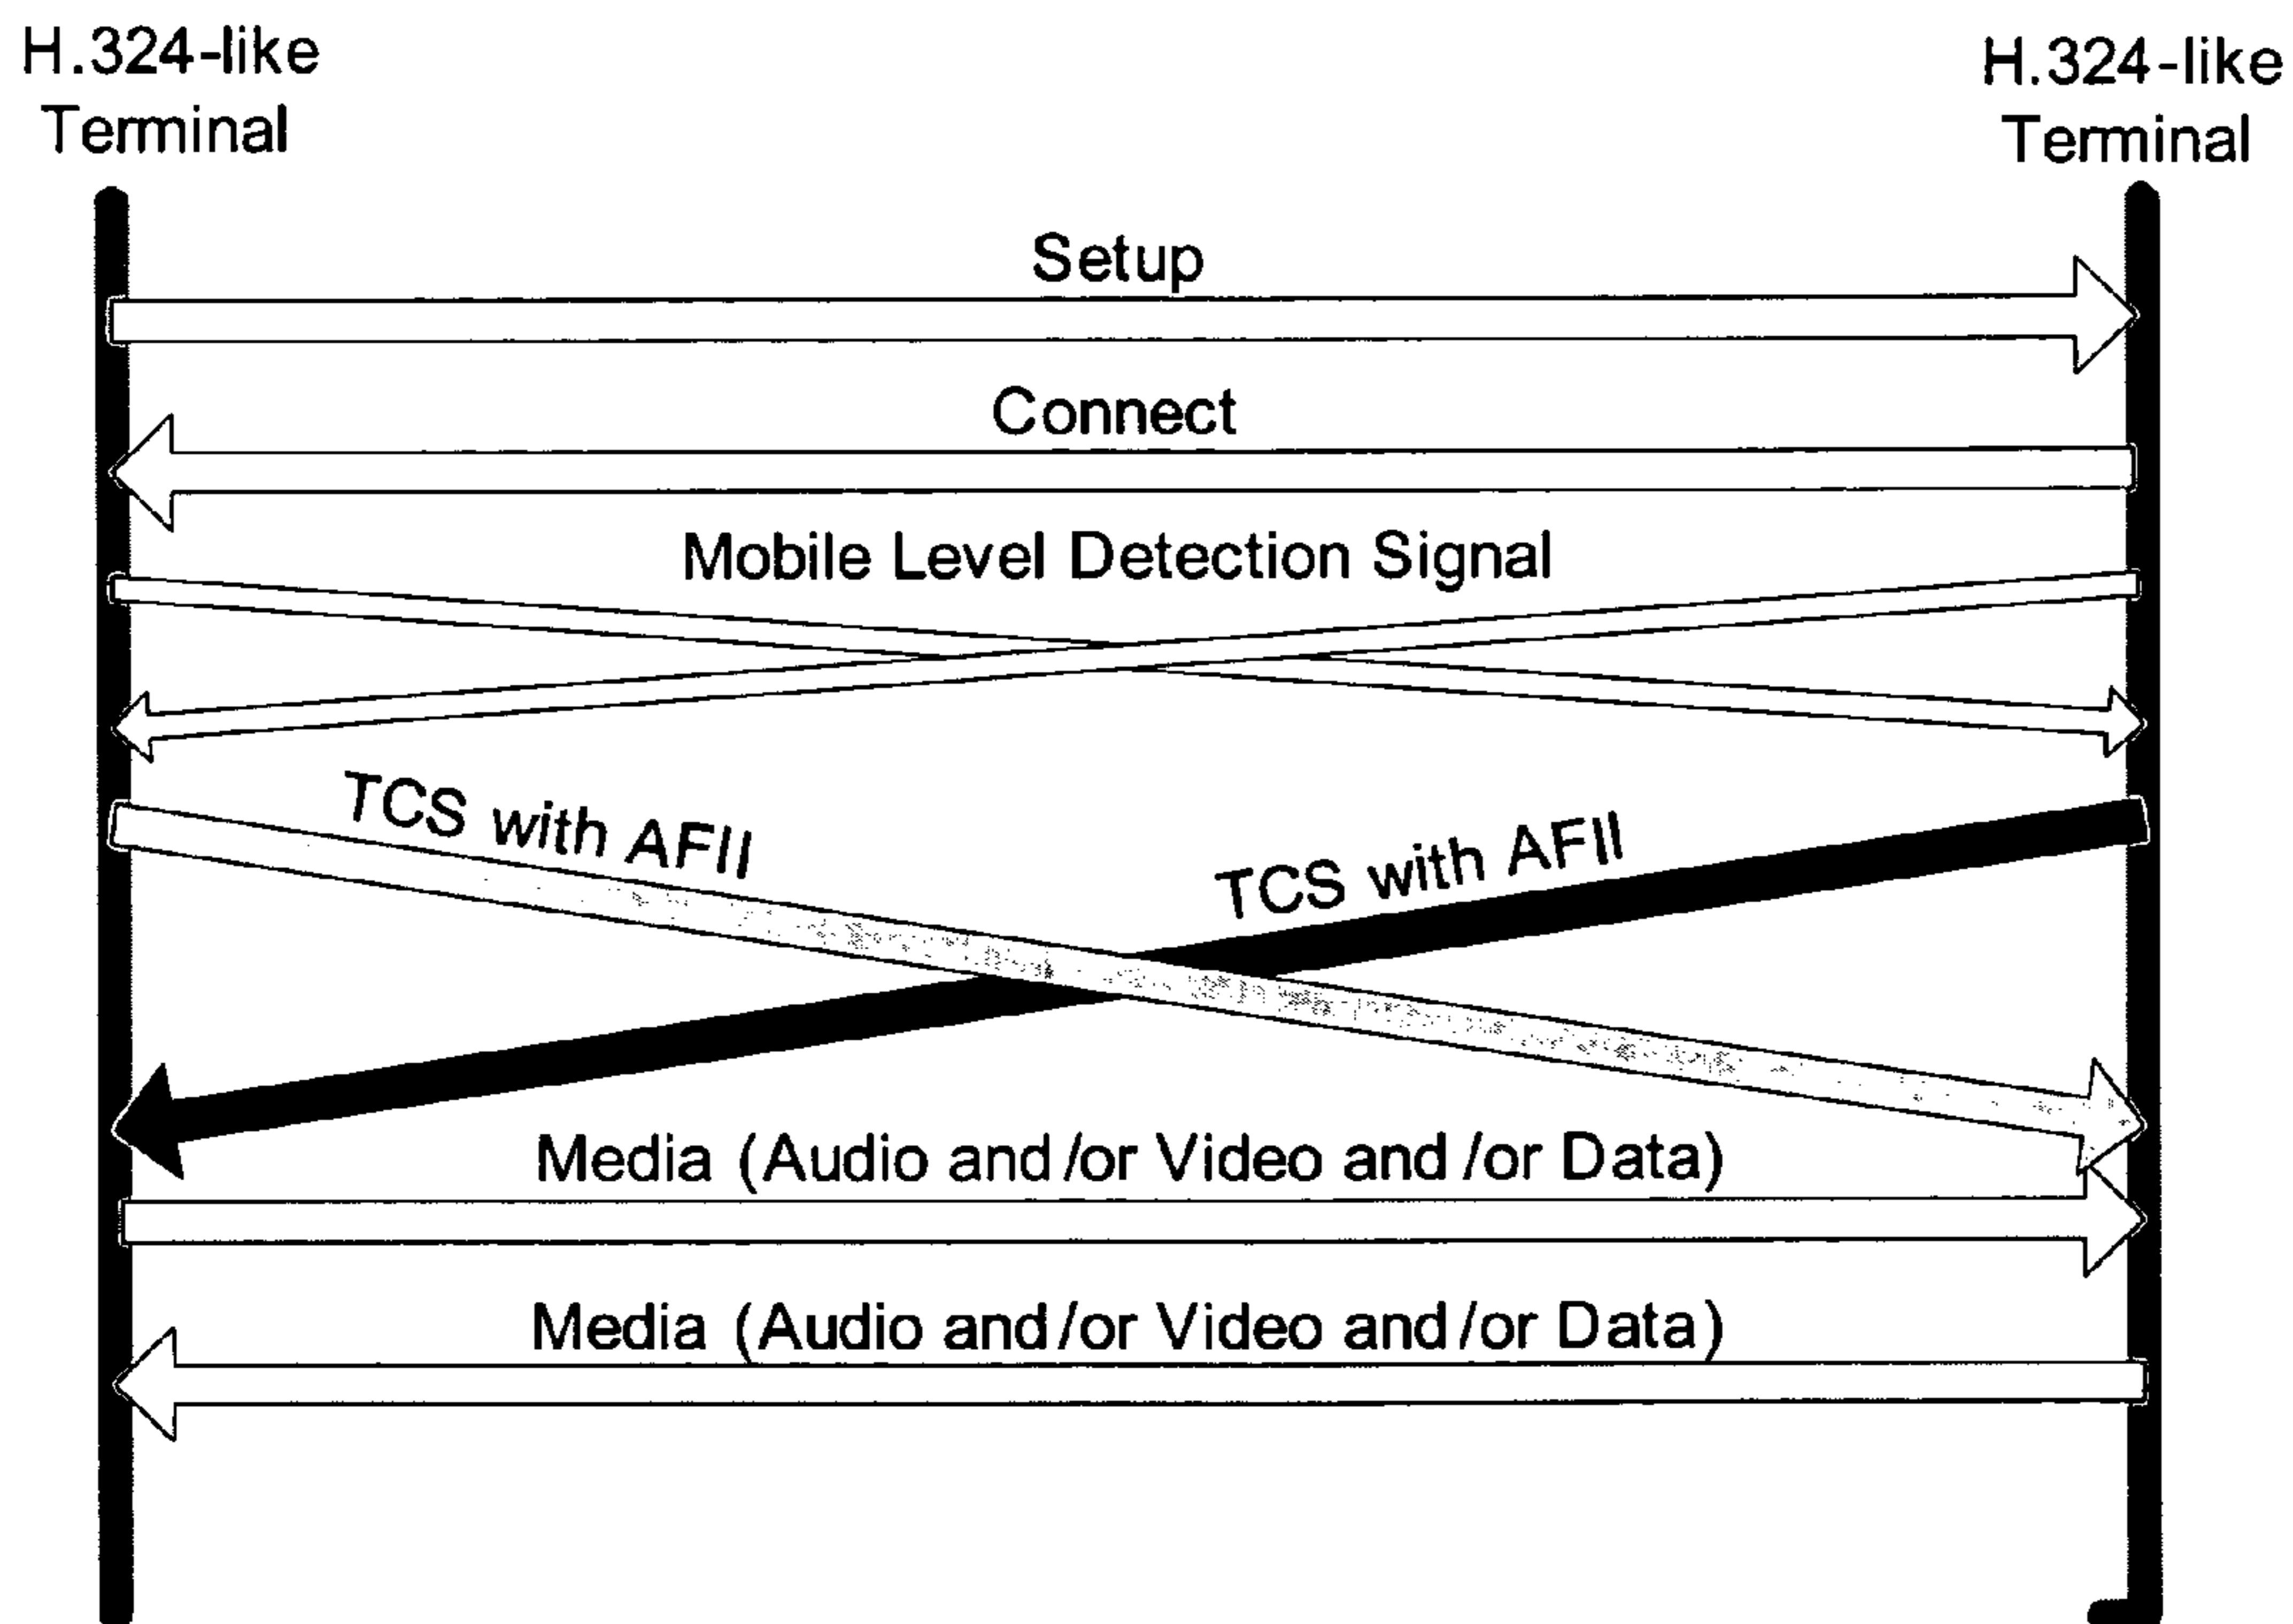 H.324-like
Terminal
H.324-like
Terminal
Setup
Connect
Mobile Level Detection Signal
TCS with AFII
TCS with AFII
Media (Audio and/or Video and/or Data)
Media (Audio and/or Video and/or Data)